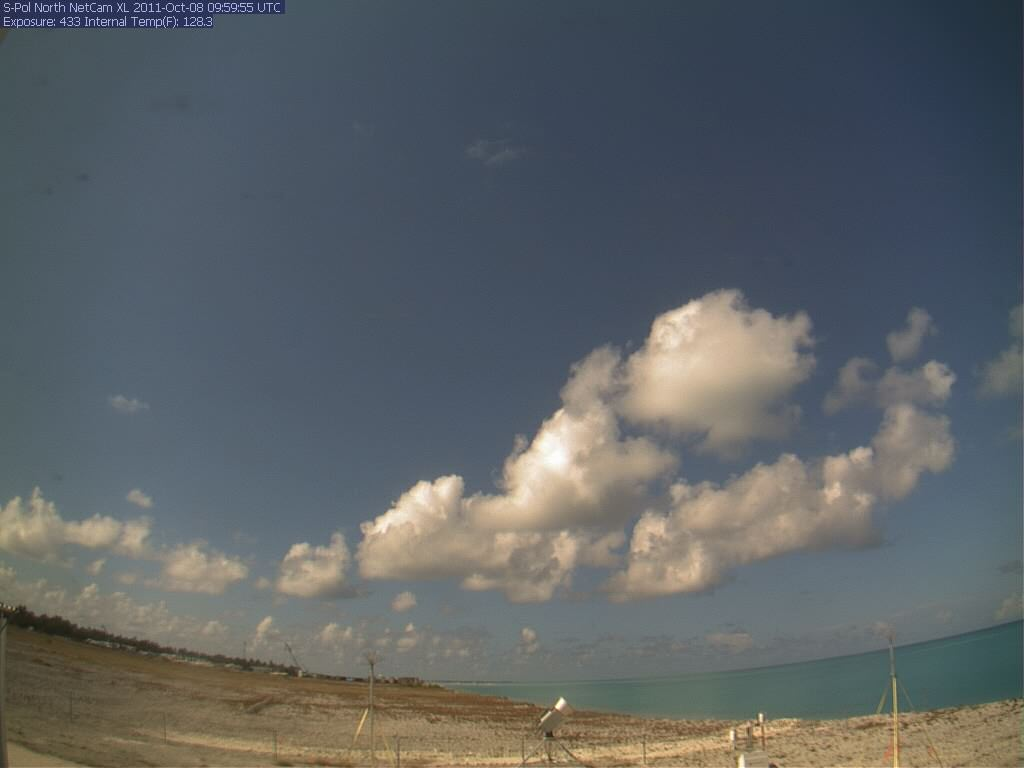 S-Pol North NetCam XL 2011-Oct-08 09:59:55 UTC
Exposure: 433 Internal Temp(F): 128.3